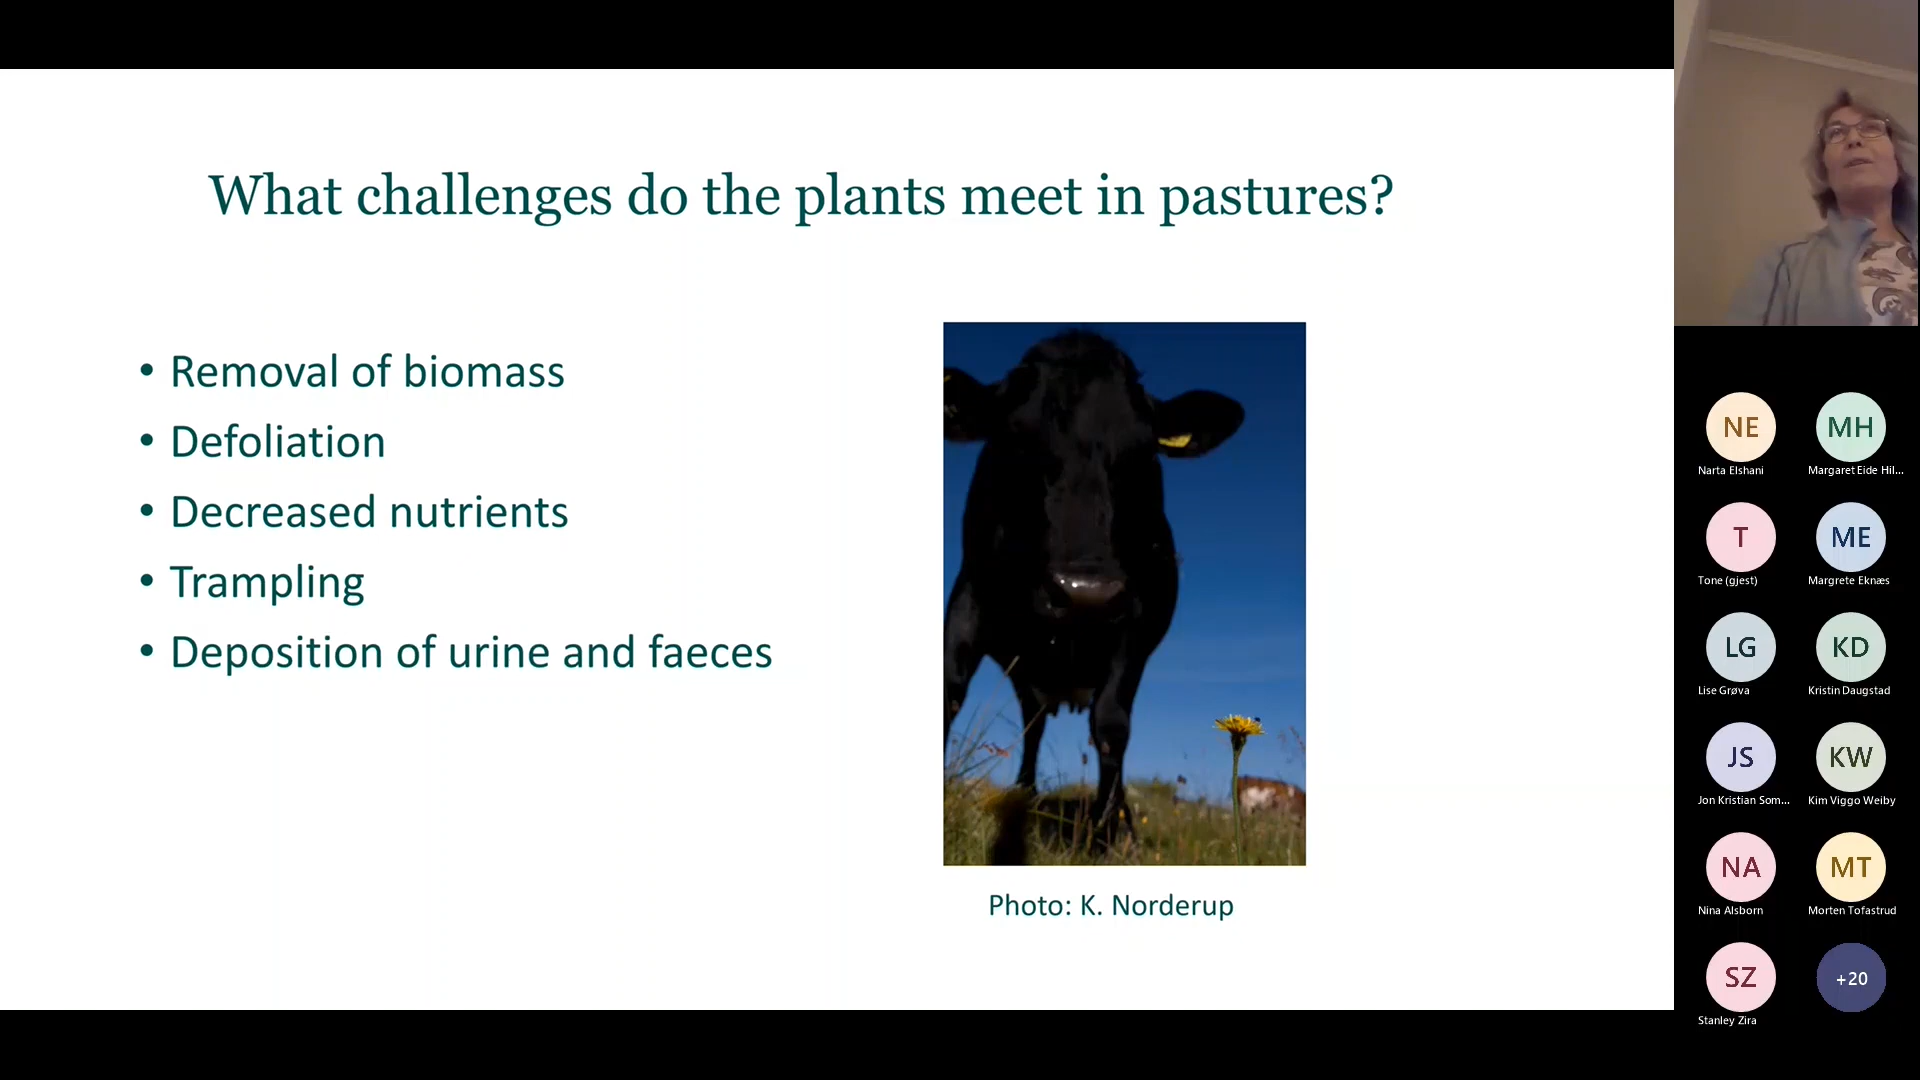 What challenges do the plants meet in pastures?
• Removal of biomass
• Defoliation
• Decreased nutrients
• Trampling
• Deposition of urine and faeces
Photo: K. Norderup
NE
Narta Elshani
MH
Margaret Eide Hil...
T
Tone (gjest)
ME
Margrete Eknæs
LG
Lise Grøva
KD
Kristin Daugstad
JS
Jon Kristian Som...
KW
Kim Viggo Weiby
NA
Nina Alsborn
MT
Morten Tofastrud
SZ
Stanley Zira
+20